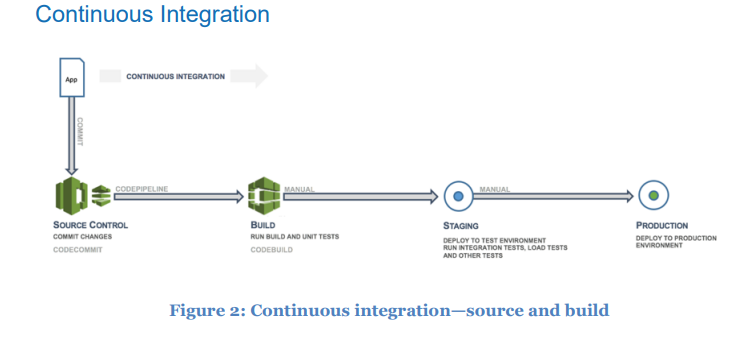 Continuous Integration
App
CONTINUOUS INTEGRATION
COMMIT
CODEPIPELINE
MANUAL
MANUAL
SOURCE CONTROL
COMMIT CHANGES
CODECOMMIT
BUILD
RUN BUILD AND UNIT TESTS
CODEBUILD
STAGING
DEPLOY TO TEST ENVIRONMENT
RUN INTEGRATION TESTS, LOAD TESTS
AND OTHER TESTS
PRODUCTION
DEPLOY TO PRODUCTION
ENVIRONMENT
Figure 2: Continuous integration—source and build